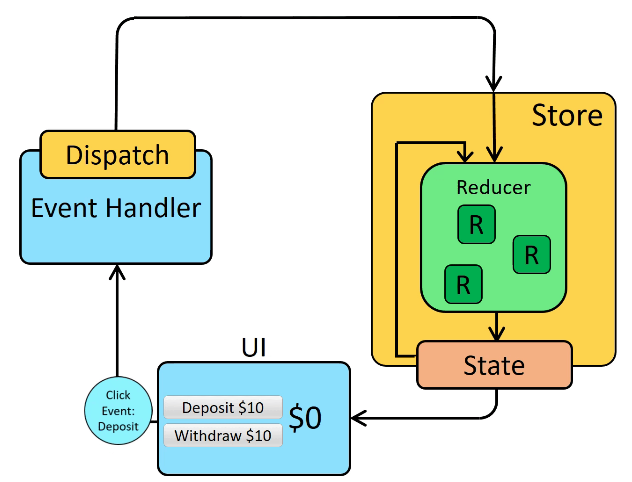 Store
Dispatch
Event Handler
Reducer
R
R
R
State
UI
Click
Event:
Deposit
Deposit $10
Withdraw $10
$0